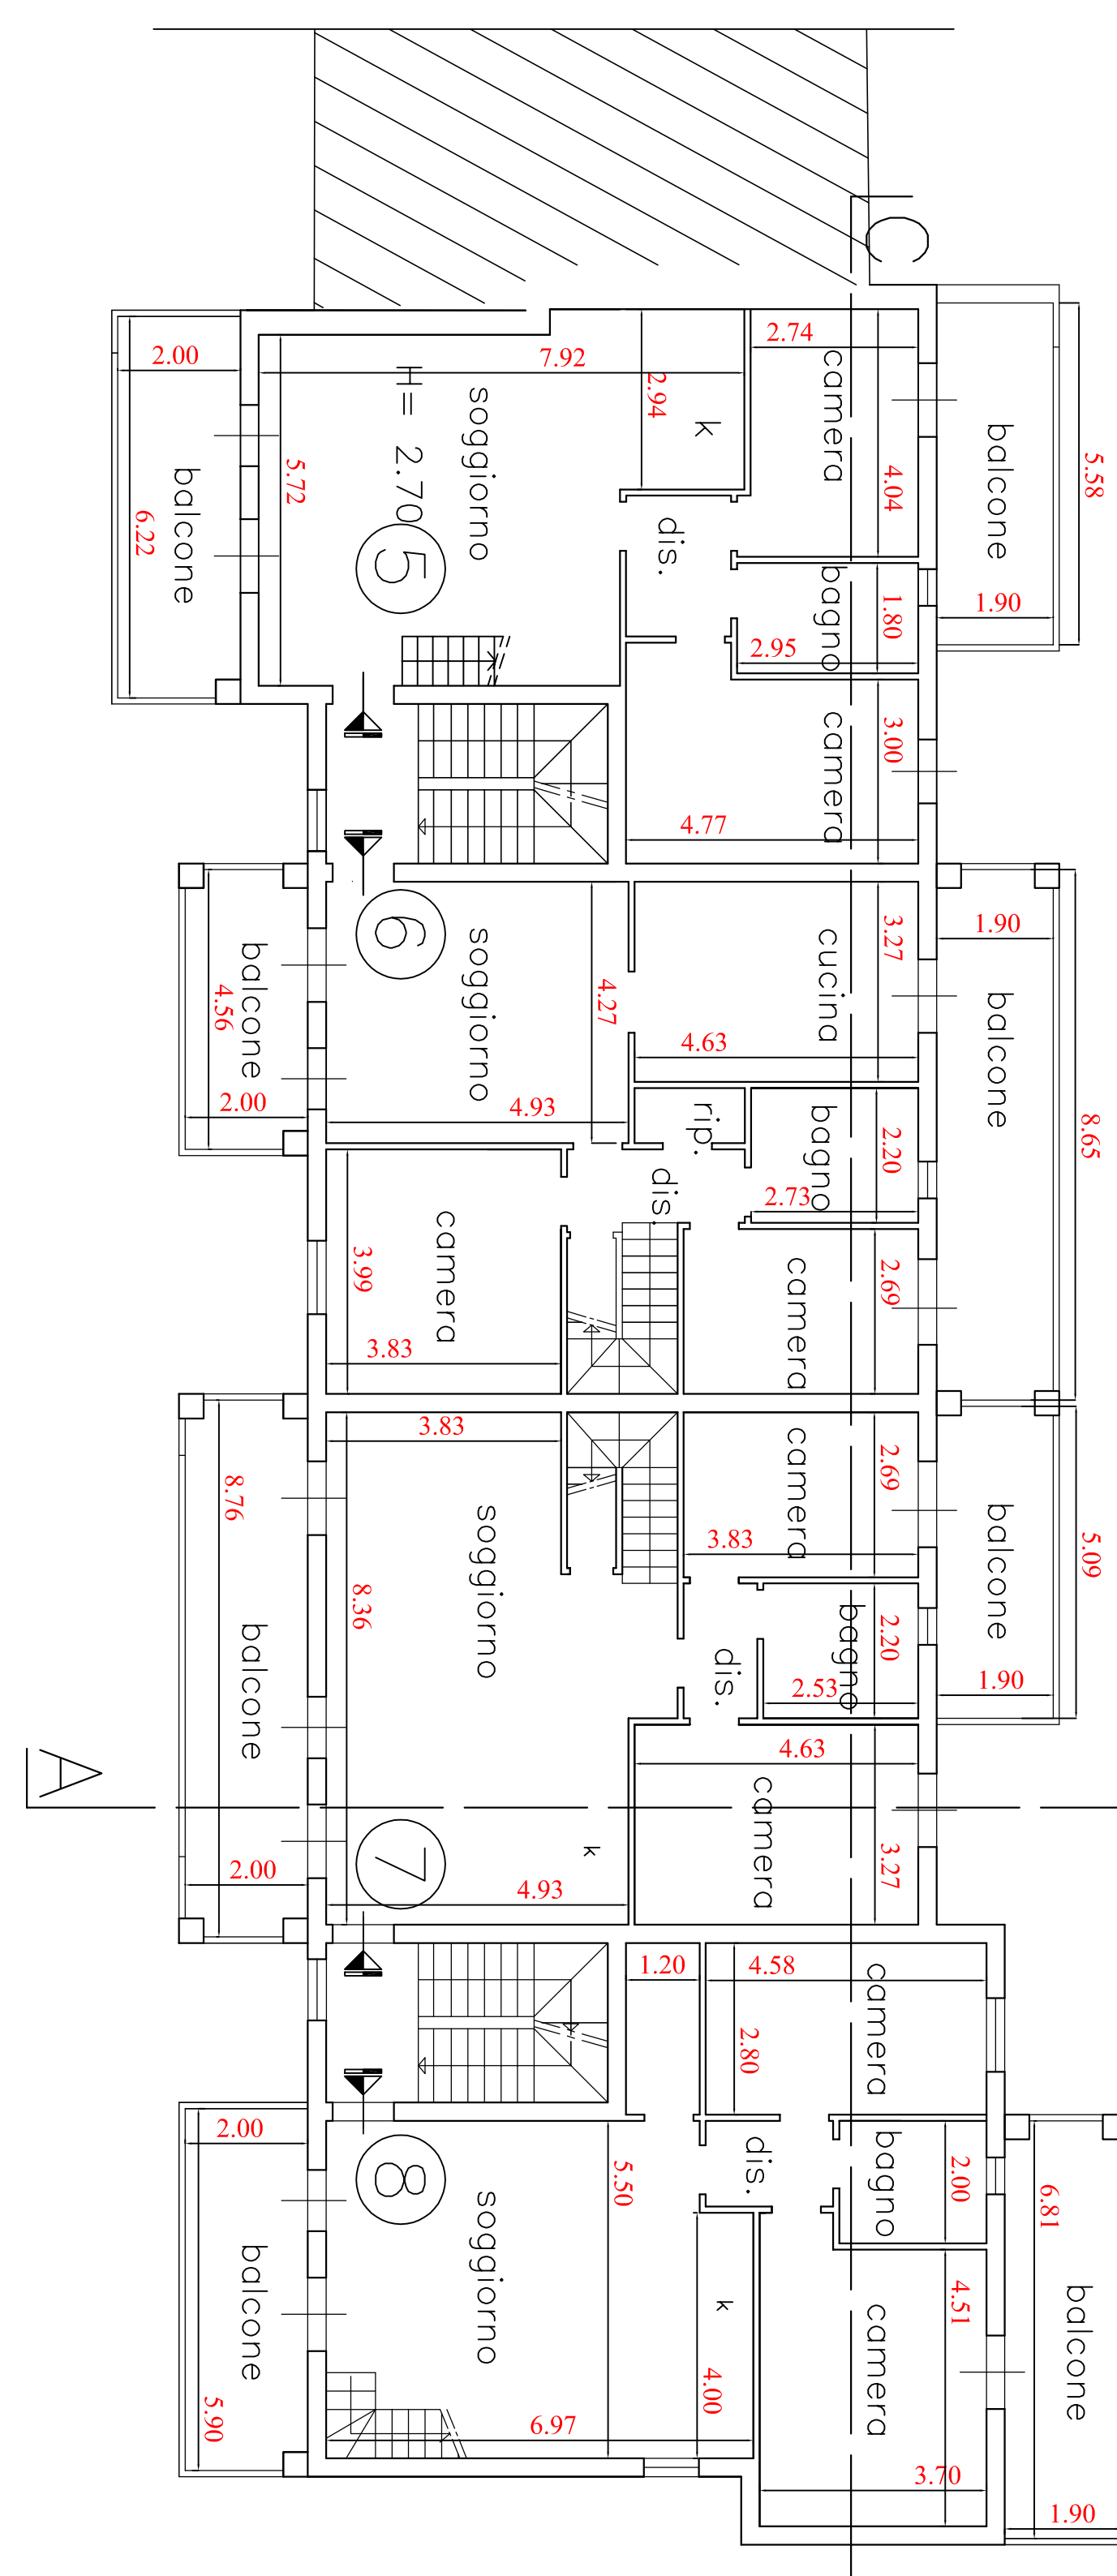 C
2.74
7.92
2.00
2.94
k
camera
4.04
balcone
5.58
soggiorno
H= 2.70
5.72
6.22
balcone
5
dis.
bagno
1.80
1.90
2.95
camera
3.00
4.77
6
soggiorno
cucina
3.27
1.90
balcone
4.56
4.27
4.63
balcone
8.65
2.00
4.93
rip.
bagno
2.20
dis.
2.73
camera
3.99
3.83
camera
2.69
3.83
camera
2.69
8.76
soggiorno
3.83
balcone
5.09
8.36
balcone
bagno
2.20
dis.
2.53
1.90
4.63
A
camera
7
k
3.27
2.00
4.93
1.20
4.58
camera
2.80
2.00
8
5.50
dis.
bagno
2.00
6.81
soggiorno
balcone
k
camera
4.51
balcone
5.90
6.97
4.00
3.70
1.90